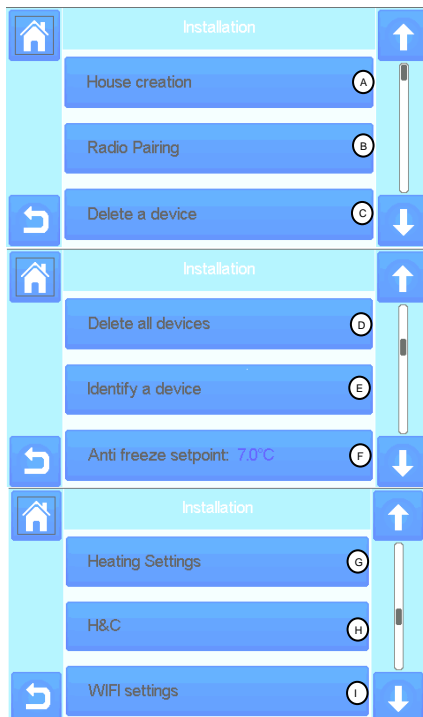 Installation
House creation A
Radio Pairing B
Delete a device C
Installation
Delete all devices D
Identify a device E
Anti freeze setpoint: 7.0°C F
Installation
Heating Settings G
H&C H
WIFI settings I